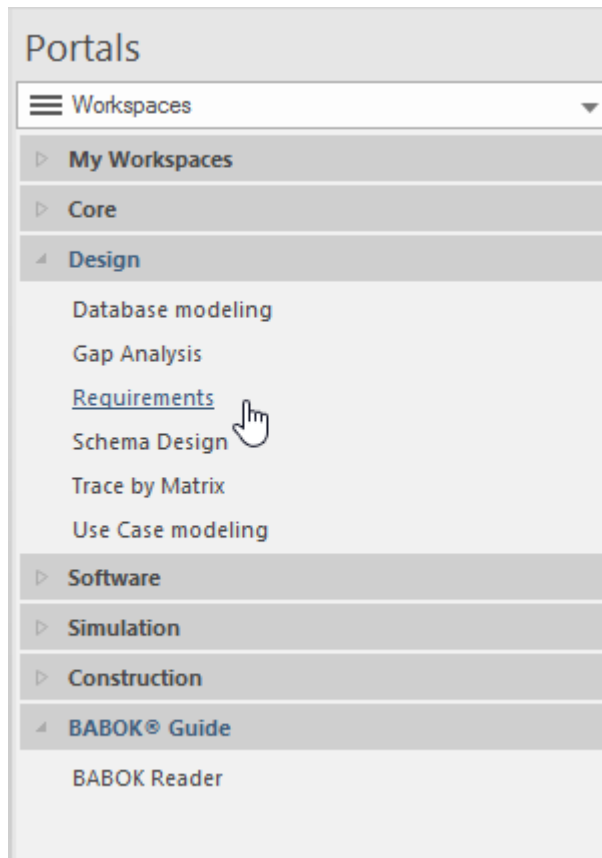 Portals
Workspaces
My Workspaces
Core
Design
Database modeling
Gap Analysis
Requirements
Schema Design
Trace by Matrix
Use Case modeling
Software
Simulation
Construction
BABOK® Guide
BABOK Reader